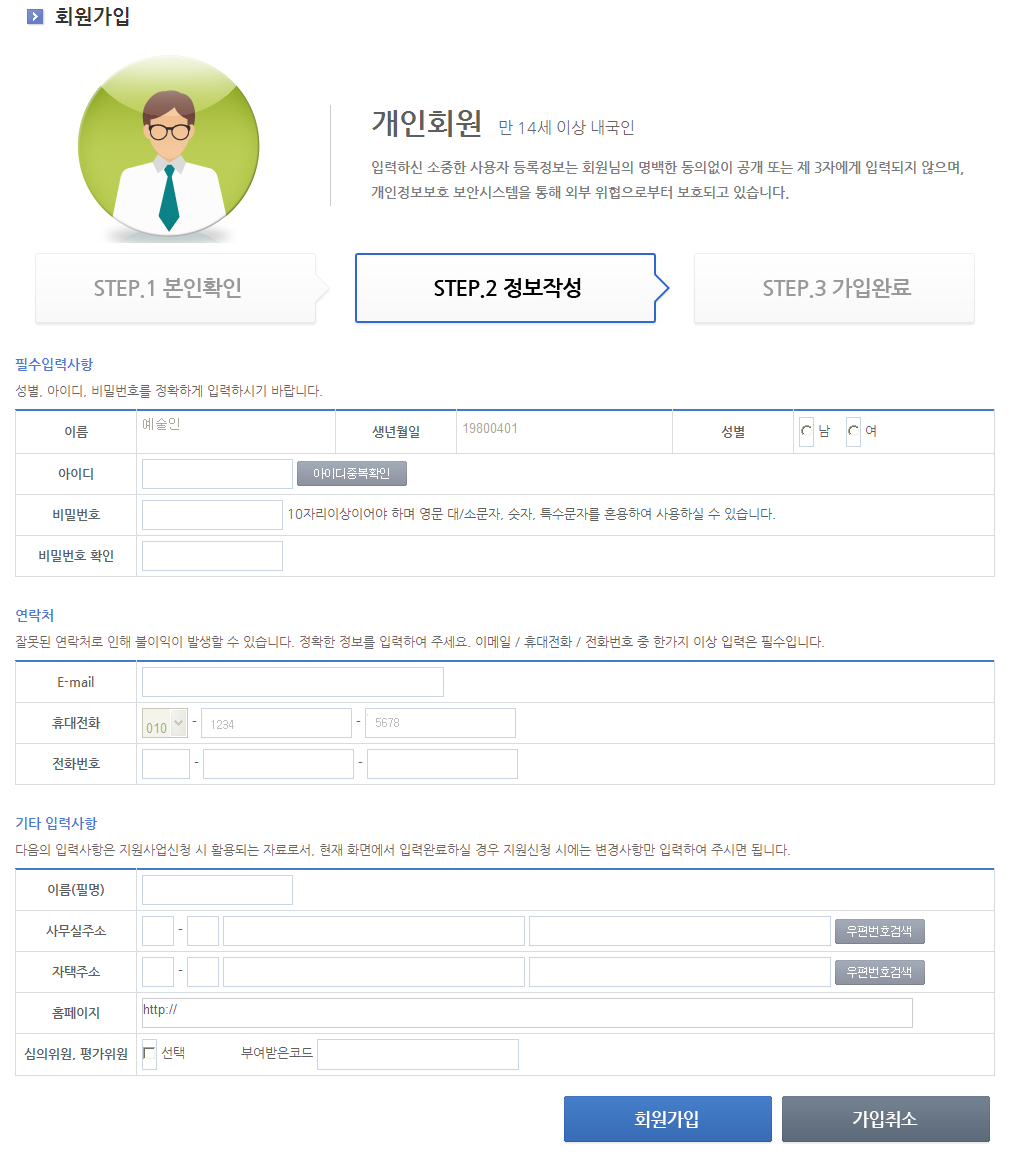 회원가입
개인회원 만 14세 이상 내국인
입력하신 소중한 사용자 등록정보는 회원님의 명백한 동의없이 공개 또는 제 3자에게 입력되지 않으며,
개인정보보호 보안시스템을 통해 외부 위협으로부터 보호되고 있습니다.
STEP.1 본인확인 STEP.2 정보작성 STEP.3 가입완료
필수입력사항
성별, 아이디, 비밀번호를 정확하게 입력하시기 바랍니다.
이름 예술인 생년월일 19800401 성별 남 여
아이디 아이디중복확인
비밀번호 10자리이상이어야 하며 영문 대/소문자, 숫자, 특수문자를 혼용하여 사용하실 수 있습니다.
비밀번호 확인
연락처
잘못된 연락처로 인해 불이익이 발생할 수 있습니다. 정확한 정보를 입력하여 주세요. 이메일 / 휴대전화 / 전화번호 중 한가지 이상 입력은 필수입니다.
E-mail
휴대전화 010 - 1234 - 5678
전화번호 - -
기타 입력사항
다음의 입력사항은 지원사업신청 시 활용되는 자료로서, 현재 화면에서 입력완료하실 경우 지원신청 시에는 변경사항만 입력하여 주시면 됩니다.
이름(필명)
사무실주소 - 우편번호검색
자택주소 - 우편번호검색
홈페이지 http://
심의위원, 평가위원 선택 부여받은코드
회원가입 가입취소